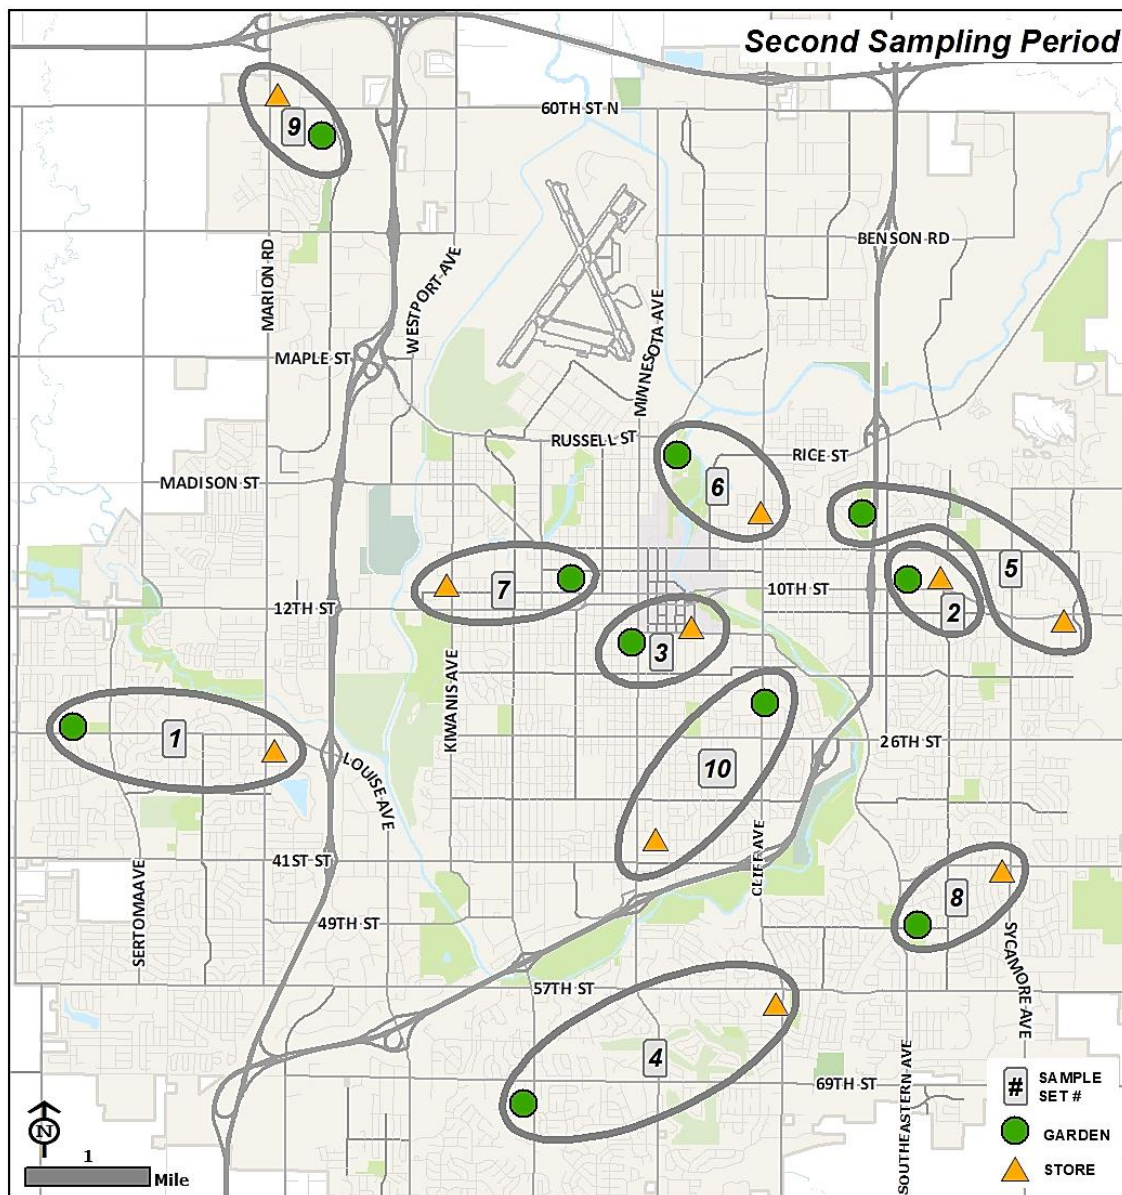 Second Sampling Period
60TH ST N
9
BENSON RD
MARION RD
WESTPORT AVE
MINNESOTA AVE
MAPLE ST
RUSSELL ST
RICE ST
MADISON ST
6
5
7
10TH ST
2
12TH ST
3
KIWANIS AVE
1
26TH ST
10
LOUISE AVE
CLIFF AVE
41ST ST
SERTOMA AVE
8
49TH ST
SYCAMORE AVE
57TH ST
4
69TH ST
SOUTHEASTERN AVE
# SAMPLE
SET #
GARDEN
STORE
N
1
Mile